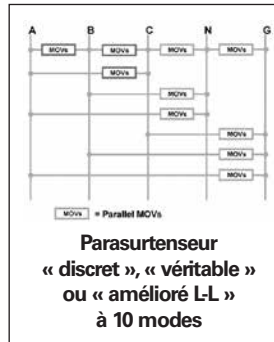 A B C N G
MOVs MOVs MOVs MOVs
MOVs
MOVs
MOVs
MOVs
MOVs
MOVs
MOVs = Parallel MOVs
Parasurtenseur
« discret », « véritable »
ou « amélioré L-L »
à 10 modes